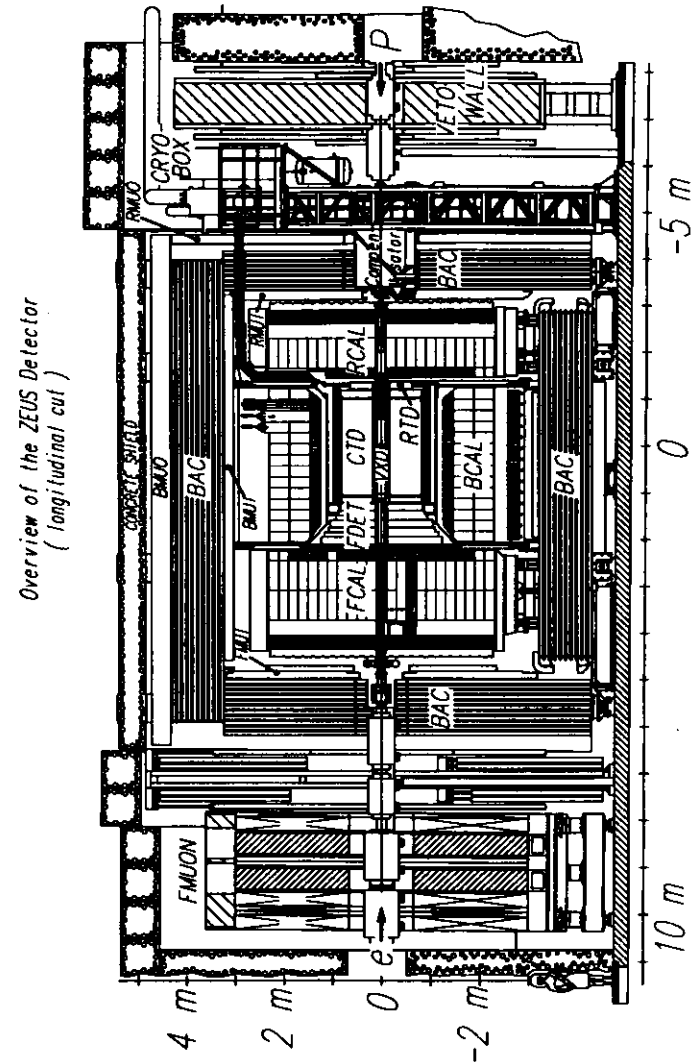 Overview of the ZEUS Detector
( longitudinal cut )
CONCRETE SHIELD
BMUO
BAC
BMUI
FMUON
FMUI
RMUI
RMUO
CRYO
BOX
VETO
WALL
FCAL
FDET
CTD
VXD
RTD
RCAL
BCAL
BAC
BAC
BAC
e
p
4 m
2 m
0
-2 m
10 m
0
-5 m